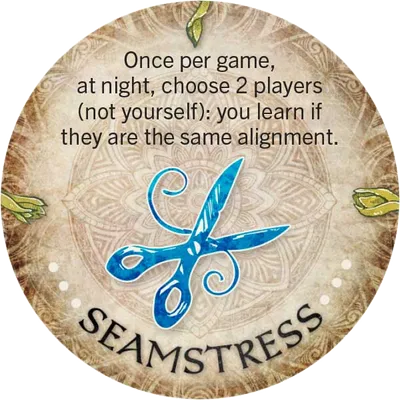 Once per game,
at night, choose 2 players
(not yourself): you learn if
they are the same alignment.
SEAMSTRESS